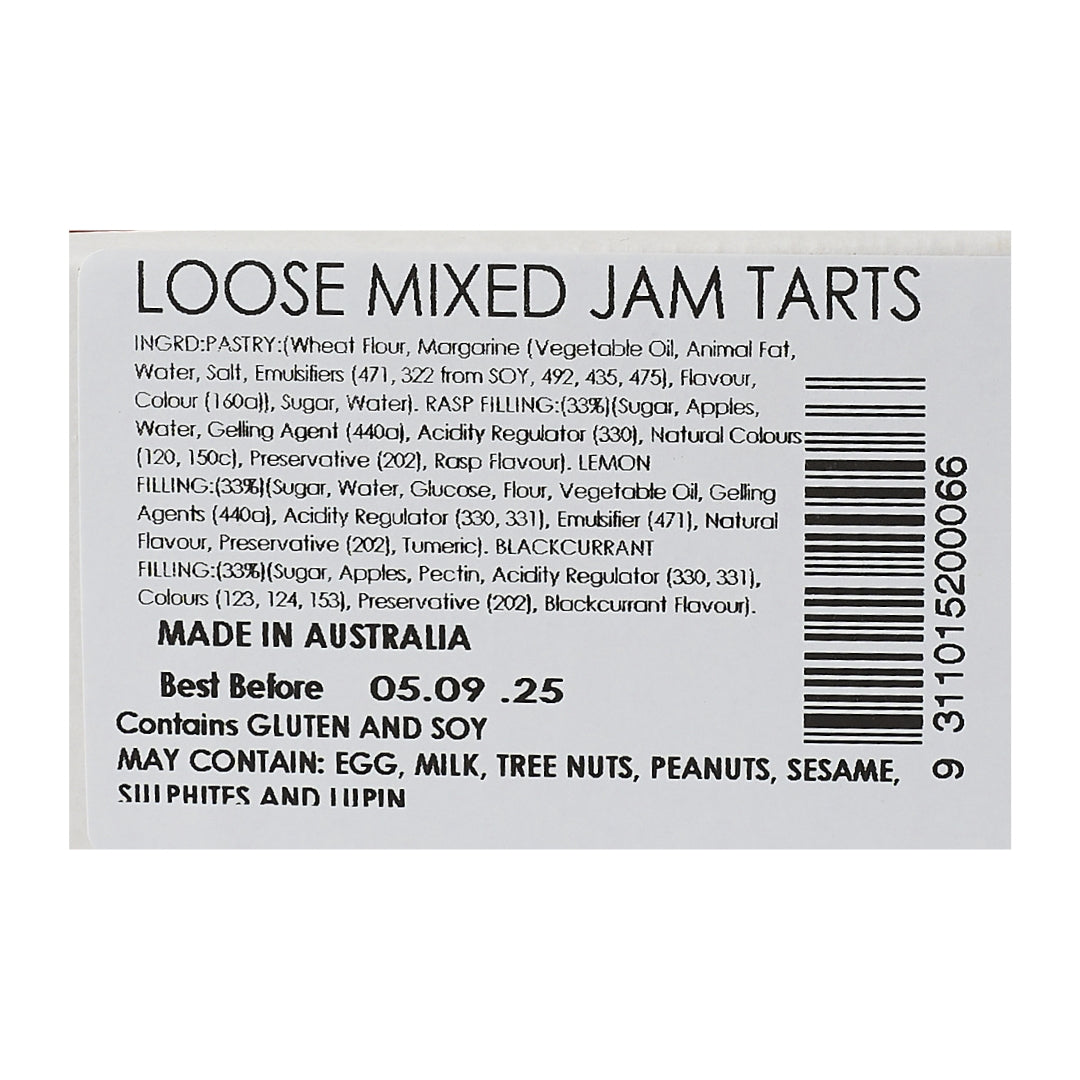 LOOSE MIXED JAM TARTS
INGRD:PASTRY:(Wheat Flour, Margarine (Vegetable Oil, Animal Fat,
Water, Salt, Emulsifiers (471, 322 from SOY, 492, 435, 475), Flavour,
Colour (160a)), Sugar, Water). RASP FILLING:(33%)(Sugar, Apples,
Water, Gelling Agent (440a), Acidity Regulator (330), Natural Colours
(120, 150c), Preservative (202), Rasp Flavour). LEMON
FILLING:(33%)(Sugar, Water, Glucose, Flour, Vegetable Oil, Gelling
Agents (440a), Acidity Regulator (330, 331), Emulsifier (471), Natural
Flavour, Preservative (202), Tumeric). BLACKCURRANT
FILLING:(33%)(Sugar, Apples, Pectin, Acidity Regulator (330, 331),
Colours (123, 124, 153), Preservative (202), Blackcurrant Flavour).
MADE IN AUSTRALIA
Best Before 05.09 .25
Contains GLUTEN AND SOY
MAY CONTAIN: EGG, MILK, TREE NUTS, PEANUTS, SESAME,
SULPHITES AND LUPIN
9 311015200066